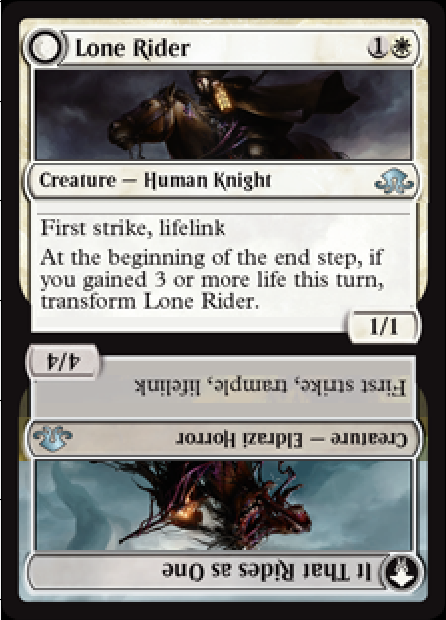 Lone Rider 1
Creature — Human Knight
First strike, lifelink
At the beginning of the end step, if
you gained 3 or more life this turn,
transform Lone Rider.
1/1
It That Rides as One
Creature — Eldrazi Horror
First strike, trample, lifelink
4/4